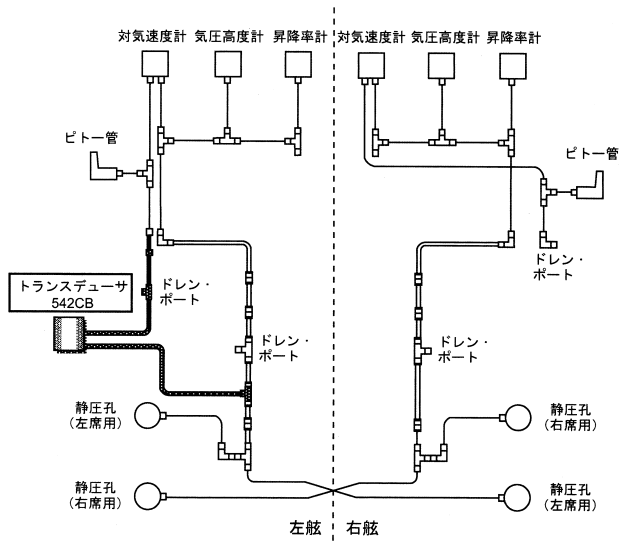 対気速度計 気圧高度計 昇降率計 対気速度計 気圧高度計 昇降率計
ピトー管
ピトー管
ドレン・
ポート
トランスデューサ
542CB
ドレン・
ポート
ドレン・
ポート
ドレン・
ポート
静圧孔
(左席用)
静圧孔
(右席用)
静圧孔
(右席用)
静圧孔
(左席用)
左舷 右舷